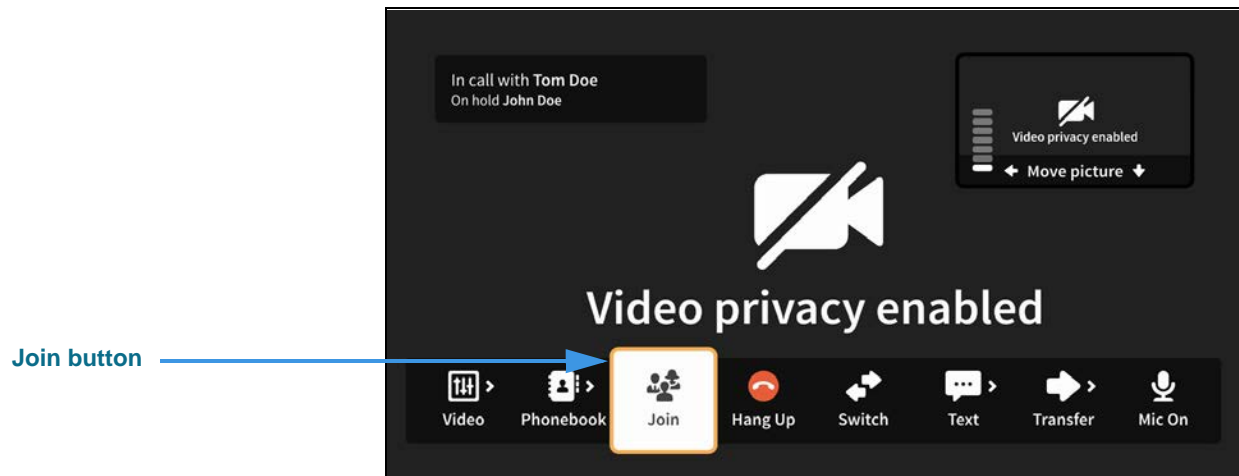 In call with Tom Doe
On hold John Doe
Video privacy enabled
Move picture
Video privacy enabled
Join button
Video
Phonebook
Join
Hang Up
Switch
Text
Transfer
Mic On